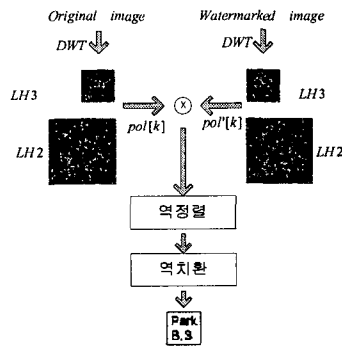 Original image
Watermarked image
DWT
DWT
LH3
LH3
pol[k]
x
pol'[k]
LH2
LH2
역정렬
역치환
Park
B.S.